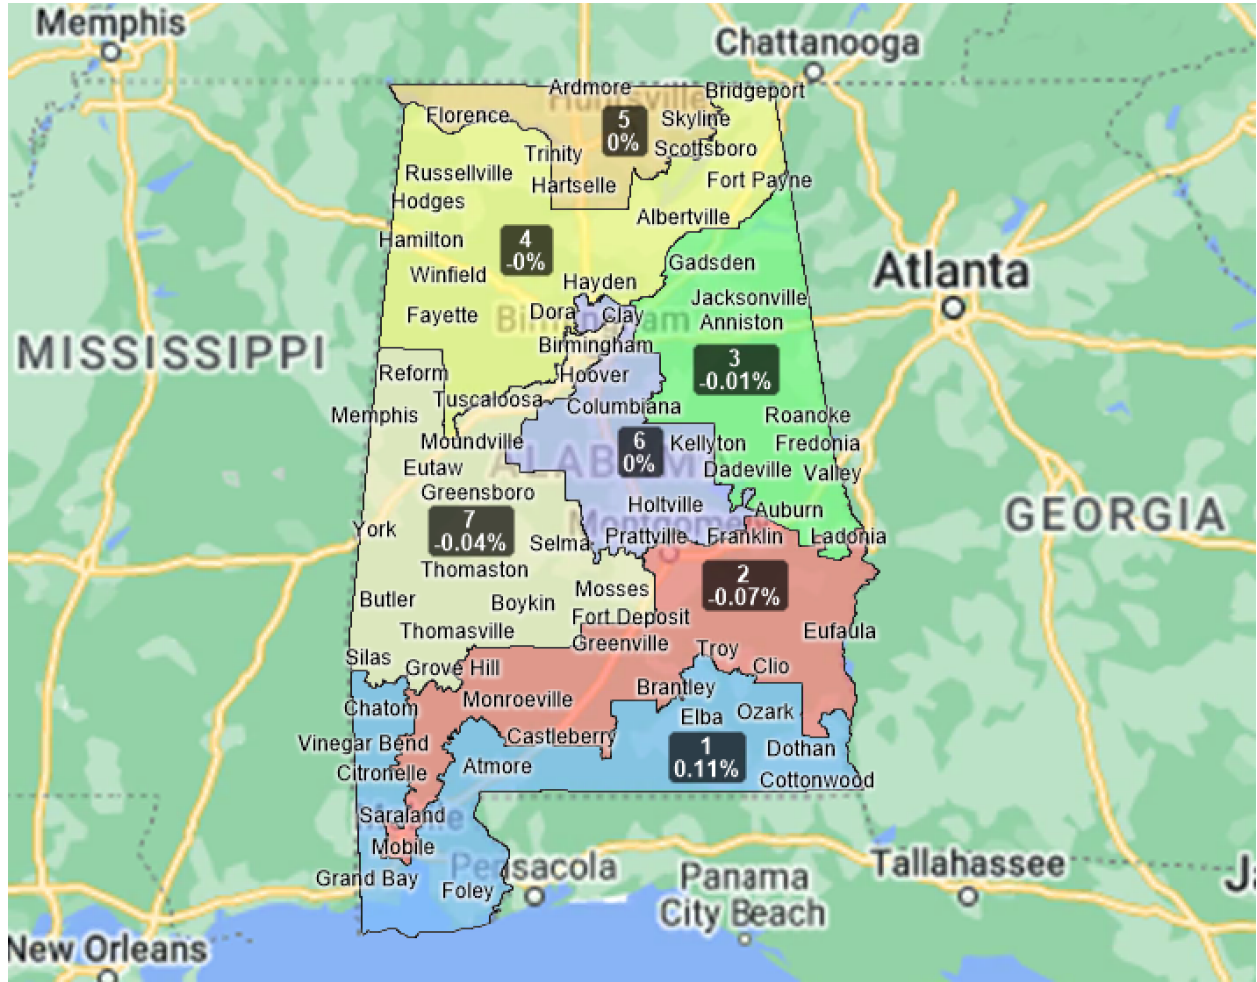 Memphis
Chattanooga
Ardmore
Bridgeport
Huntsville
Florence
5
0%
Skyline
Trinity
Scottsboro
Russellville
Hartselle
Fort Payne
Hodges
Albertville
Hamilton
4
-0%
Gadsden
Atlanta
Winfield
Hayden
Jacksonville
Fayette
Dora
Clay
Birmingham
Anniston
MISSISSIPPI
Birmingham
3
-0.01%
Reform
Hoover
Tuscaloosa
Columbiana
Memphis
Roanoke
Moundville
6
0%
Kellyton
Fredonia
ALABAMA
Eutaw
Dadeville
Valley
Greensboro
Holtville
Auburn
GEORGIA
7
-0.04%
York
Selma
Montgomery
Prattville
Franklin
Ladonia
Thomaston
2
-0.07%
Mosses
Butler
Boykin
Fort Deposit
Thomasville
Greenville
Eufaula
Silas
Grove Hill
Troy
Clio
Monroeville
Brantley
Chatom
Elba
Ozark
Vinegar Bend
Castleberry
1
0.11%
Dothan
Citronelle
Atmore
Cottonwood
Saraland
Mobile
Mobile
Grand Bay
Foley
Pensacola
Panama
City Beach
Tallahassee
New Orleans